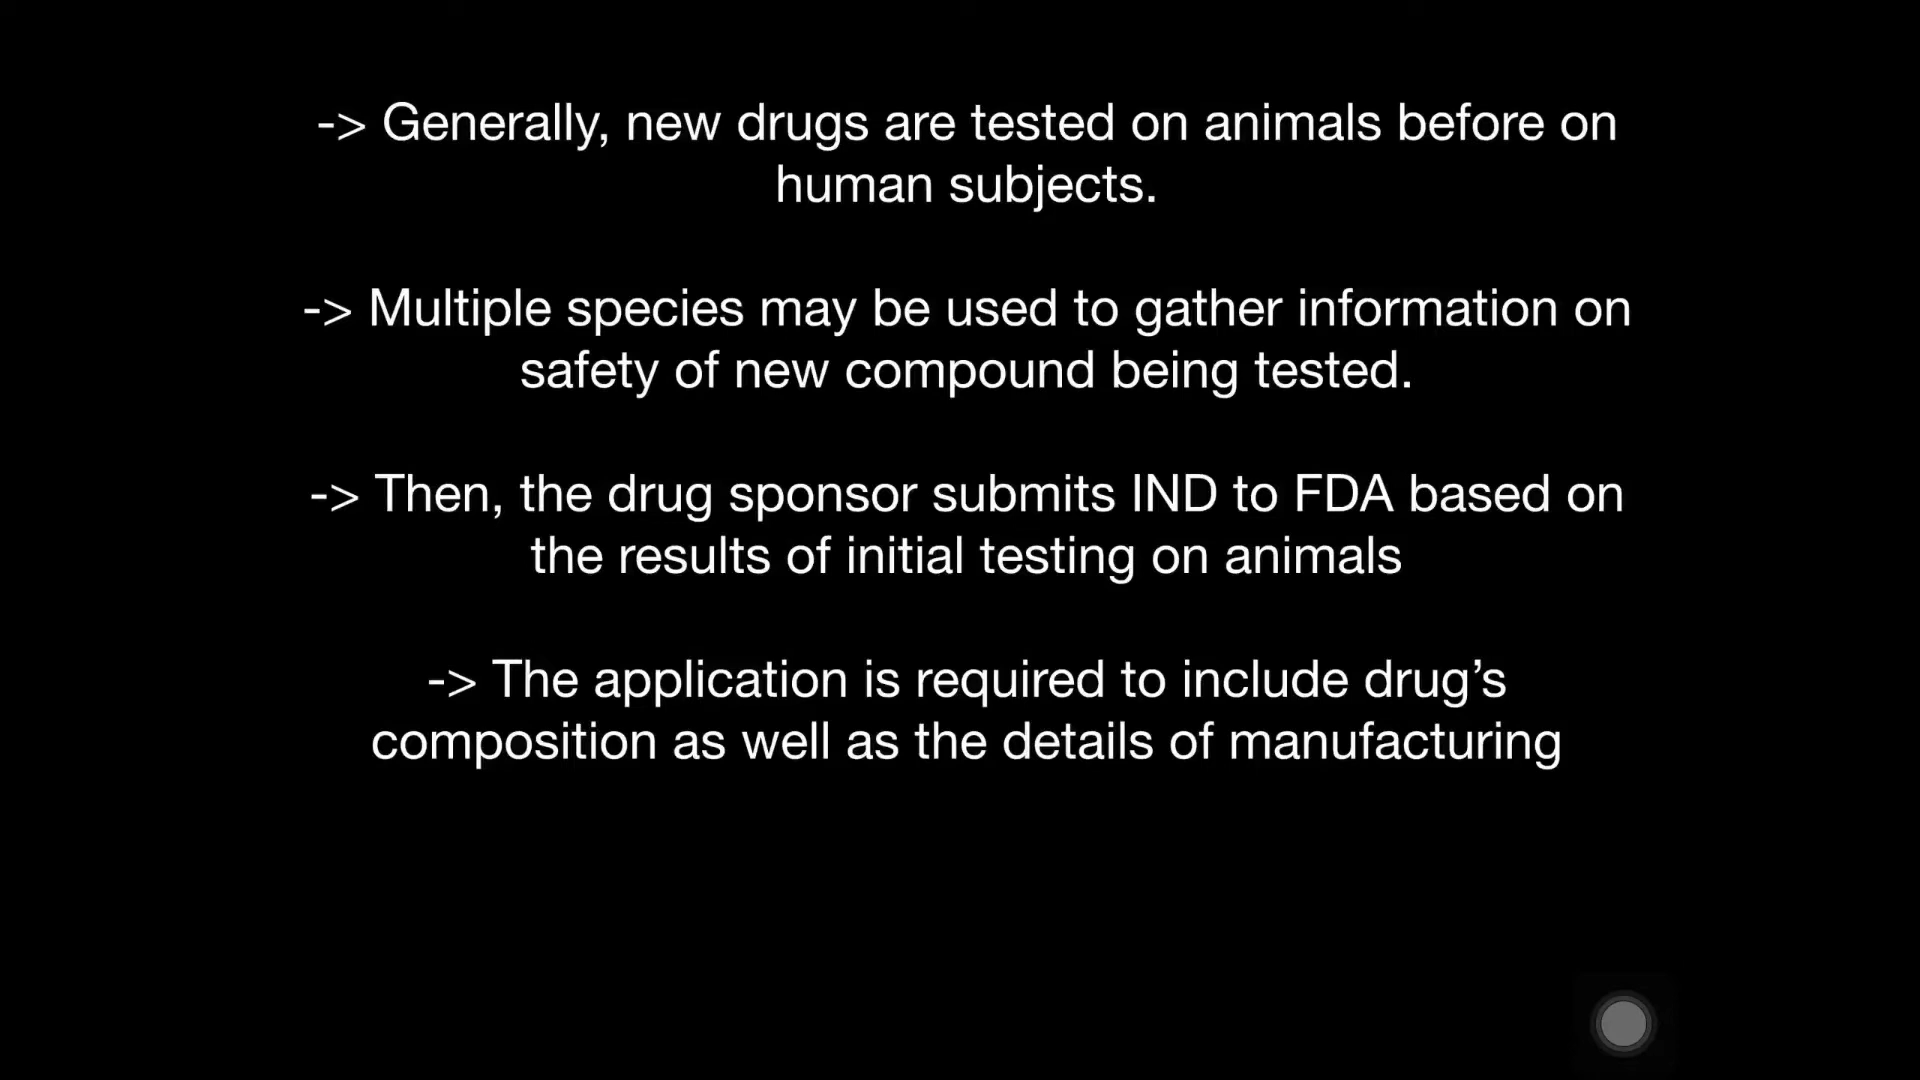 -> Generally, new drugs are tested on animals before on
human subjects.
-> Multiple species may be used to gather information on
safety of new compound being tested.
-> Then, the drug sponsor submits IND to FDA based on
the results of initial testing on animals
-> The application is required to include drug’s
composition as well as the details of manufacturing